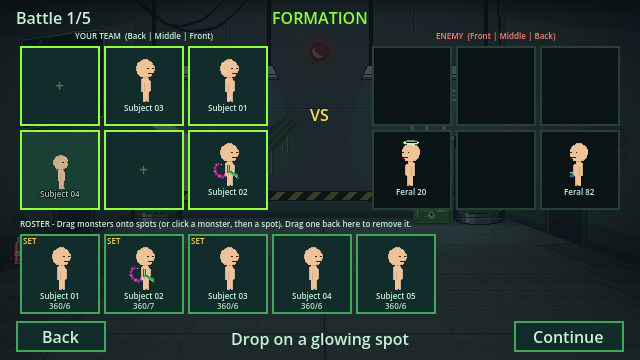 Battle 1/5
FORMATION
YOUR TEAM (Back | Middle | Front)
ENEMY (Front | Middle | Back)
+
Subject 03
Subject 01
VS
Subject 04
+
Subject 02
Feral 20
Feral 82
ROSTER - Drag monsters onto spots (or click a monster, then a spot). Drag one back here to remove it.
SET
SET
SET
Subject 01
Subject 02
Subject 03
Subject 04
Subject 05
360/6
360/7
360/6
360/6
360/6
Back
Drop on a glowing spot
Continue